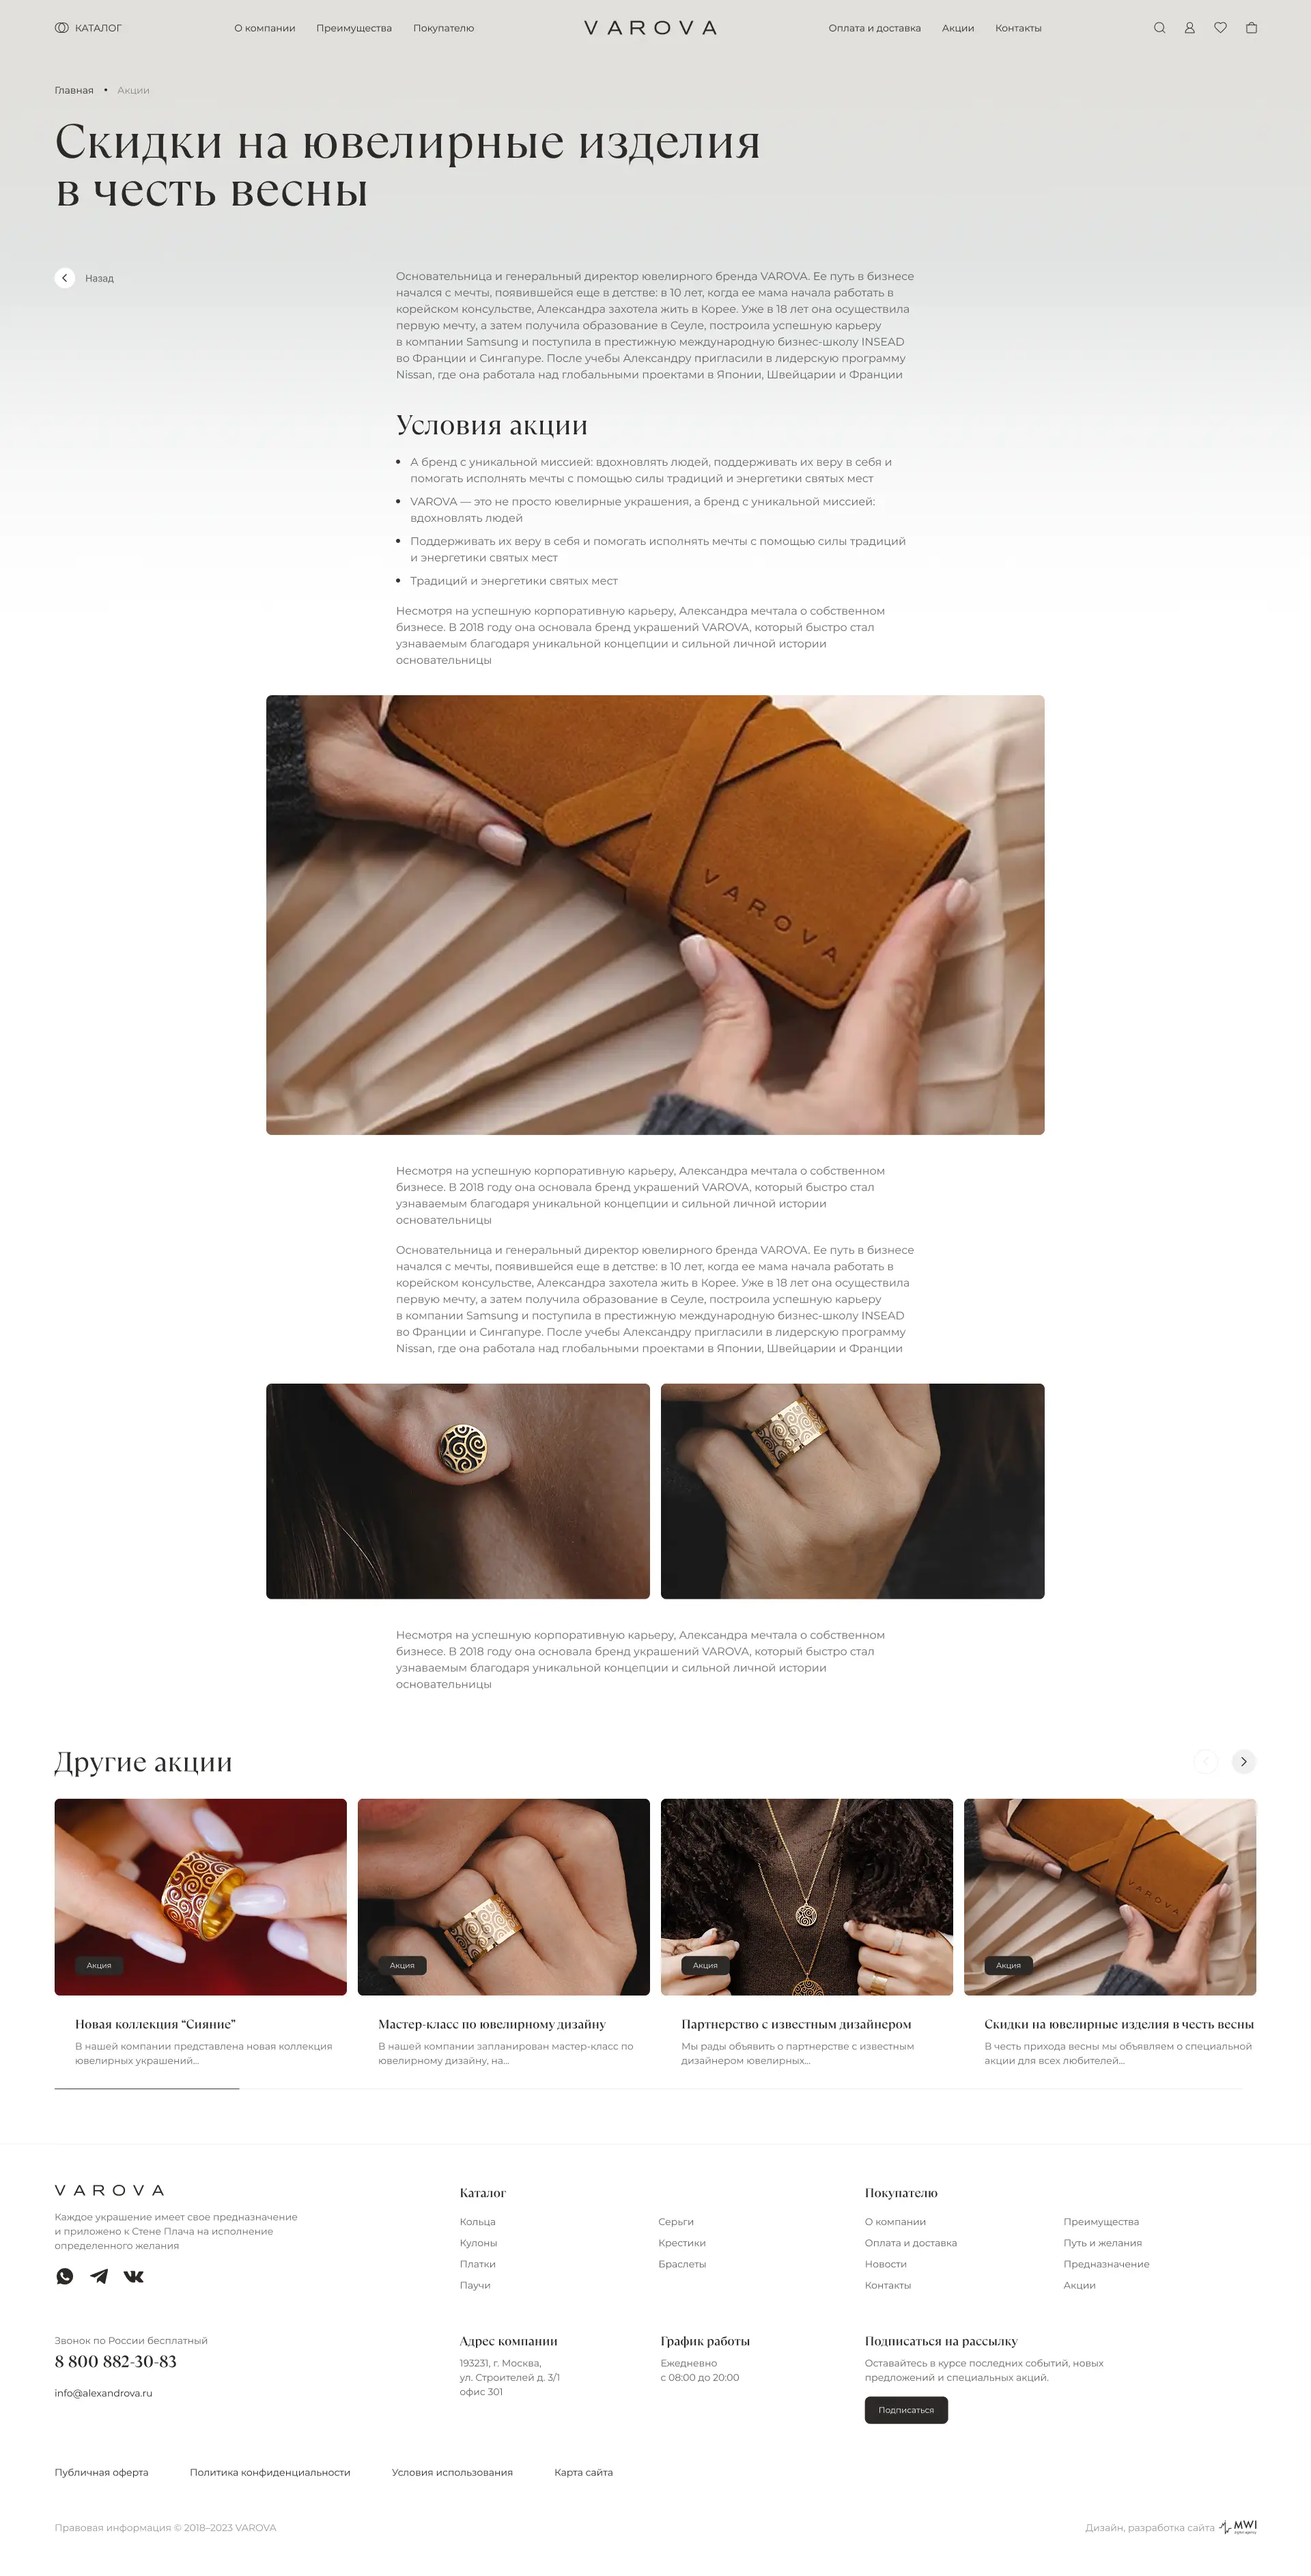 КАТАЛОГ
О компании
Преимущества
Покупателю
VAROVA
Оплата и доставка
Акции
Контакты
Главная • Акции
Скидки на ювелирные изделия
в честь весны
Назад
Основательница и генеральный директор ювелирного бренда VAROVA. Ее путь в бизнесе
начался с мечты, появившейся еще в детстве: в 10 лет, когда ее мама начала работать в
корейском консульстве, Александра захотела жить в Корее. Уже в 18 лет она осуществила
первую мечту, а затем получила образование в Сеуле, построила успешную карьеру
в компании Samsung и поступила в престижную международную бизнес-школу INSEAD
во Франции и Сингапуре. После учебы Александру пригласили в лидерскую программу
Nissan, где она работала над глобальными проектами в Японии, Швейцарии и Франции
Условия акции
• А бренд с уникальной миссией: вдохновлять людей, поддерживать их веру в себя и
помогать исполнять мечты с помощью силы традиций и энергетики святых мест
• VAROVA — это не просто ювелирные украшения, а бренд с уникальной миссией:
вдохновлять людей
• Поддерживать их веру в себя и помогать исполнять мечты с помощью силы традиций
и энергетики святых мест
• Традиций и энергетики святых мест
Несмотря на успешную корпоративную карьеру, Александра мечтала о собственном
бизнесе. В 2018 году она основала бренд украшений VAROVA, который быстро стал
узнаваемым благодаря уникальной концепции и сильной личной истории
основательницы
VAROVA
Несмотря на успешную корпоративную карьеру, Александра мечтала о собственном
бизнесе. В 2018 году она основала бренд украшений VAROVA, который быстро стал
узнаваемым благодаря уникальной концепции и сильной личной истории
основательницы
Основательница и генеральный директор ювелирного бренда VAROVA. Ее путь в бизнесе
начался с мечты, появившейся еще в детстве: в 10 лет, когда ее мама начала работать в
корейском консульстве, Александра захотела жить в Корее. Уже в 18 лет она осуществила
первую мечту, а затем получила образование в Сеуле, построила успешную карьеру
в компании Samsung и поступила в престижную международную бизнес-школу INSEAD
во Франции и Сингапуре. После учебы Александру пригласили в лидерскую программу
Nissan, где она работала над глобальными проектами в Японии, Швейцарии и Франции
Несмотря на успешную корпоративную карьеру, Александра мечтала о собственном
бизнесе. В 2018 году она основала бренд украшений VAROVA, который быстро стал
узнаваемым благодаря уникальной концепции и сильной личной истории
основательницы
Другие акции
Акция
Новая коллекция “Сияние”
В нашей компании представлена новая коллекция
ювелирных украшений...
Акция
Мастер-класс по ювелирному дизайну
В нашей компании запланирован мастер-класс по
ювелирному дизайну, на...
Акция
Партнерство с известным дизайнером
Мы рады объявить о партнерстве с известным
дизайнером ювелирных...
VAROVA
Акция
Скидки на ювелирные изделия в честь весны
В честь прихода весны мы объявляем о специальной
акции для всех любителей...
VAROVA
Каждое украшение имеет свое предназначение
и приложено к Стене Плача на исполнение
определенного желания
Каталог
Кольца
Кулоны
Платки
Паучи
Серьги
Крестики
Браслеты
Покупателю
О компании
Оплата и доставка
Новости
Контакты
Преимущества
Путь и желания
Предназначение
Акции
Звонок по России бесплатный
8 800 882-30-83
info@alexandrova.ru
Адрес компании
193231, г. Москва,
ул. Строителей д. 3/1
офис 301
График работы
Ежедневно
с 08:00 до 20:00
Подписаться на рассылку
Оставайтесь в курсе последних событий, новых
предложений и специальных акций.
Подписаться
Публичная оферта
Политика конфиденциальности
Условия использования
Карта сайта
Правовая информация © 2018–2023 VAROVA
Дизайн, разработка сайта MWI